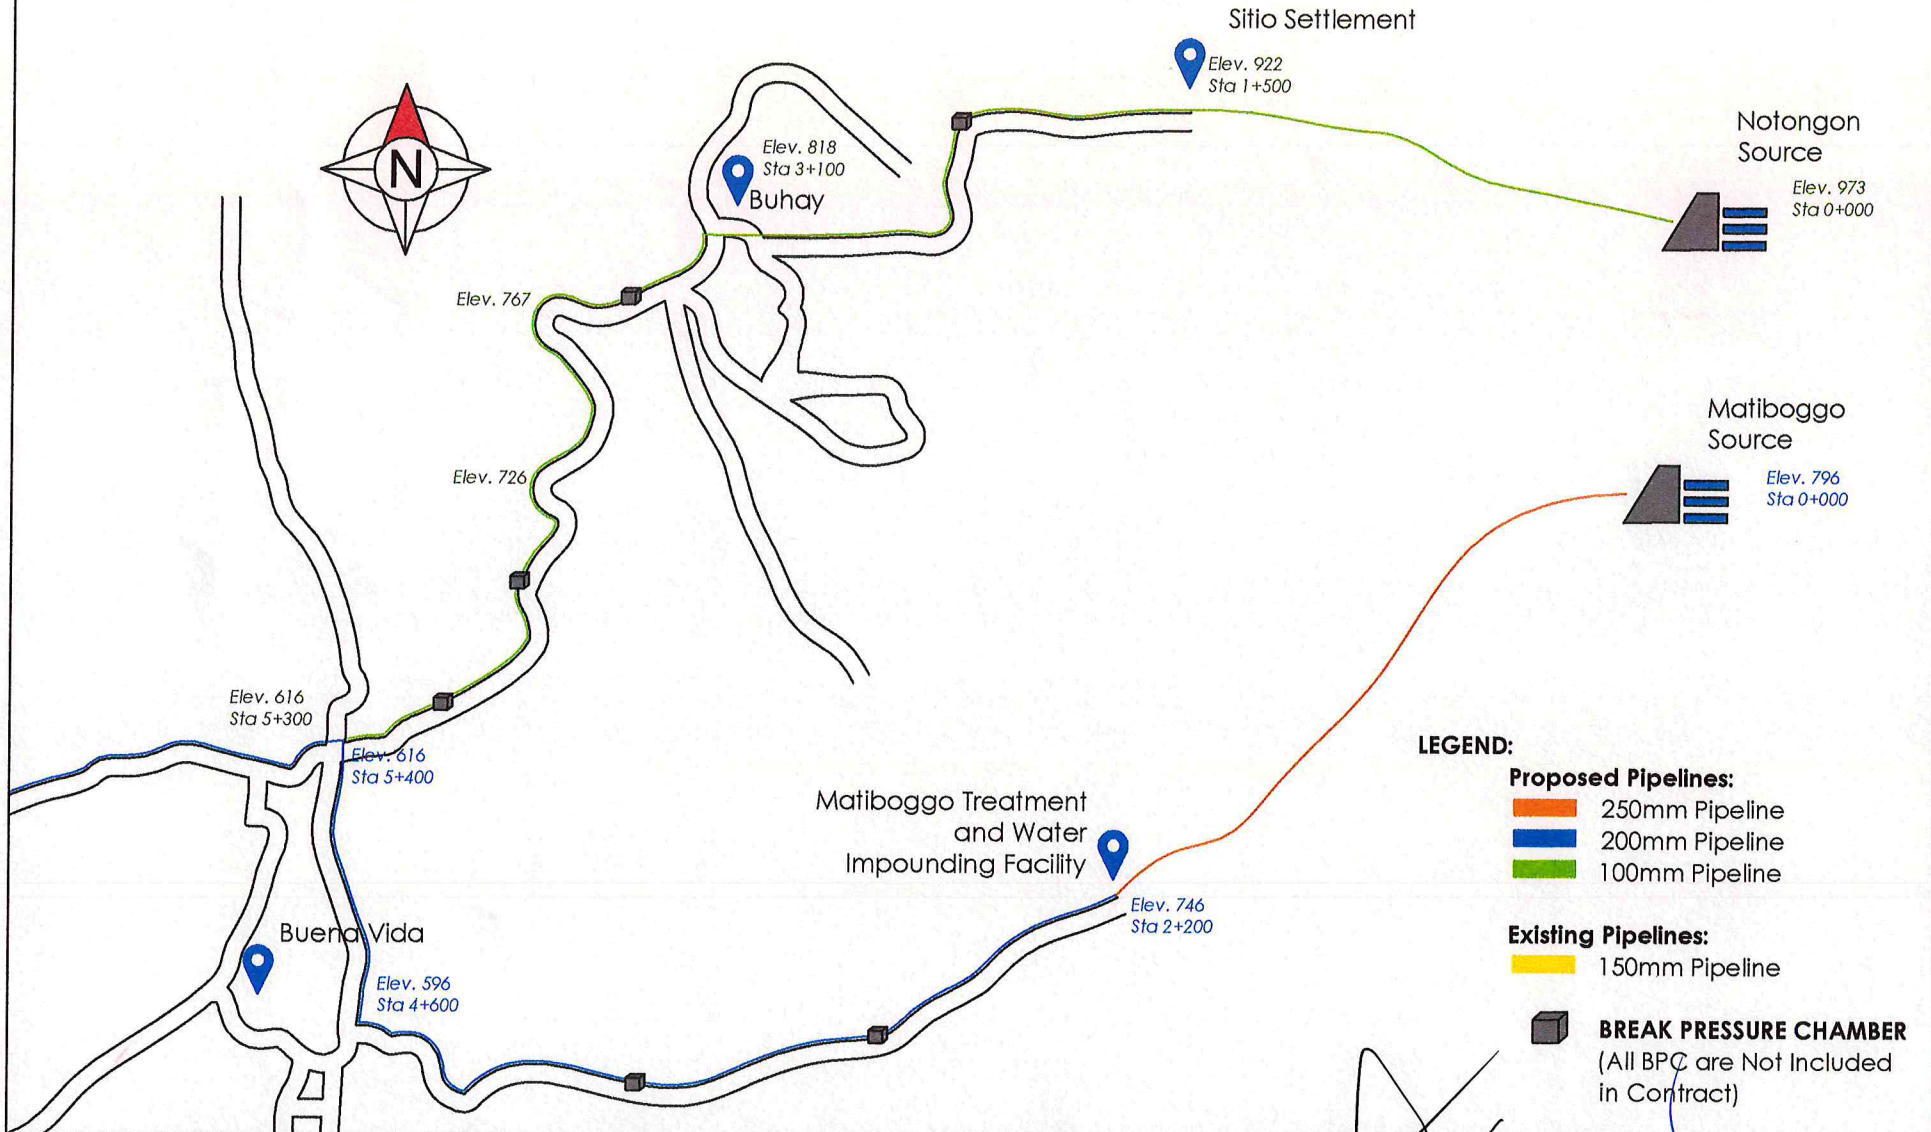 Sitio Settlement
Elev. 922
Sta 1+500
Notongon
Source
Elev. 973
Sta 0+000
N
Elev. 818
Sta 3+100
Buhay
Elev. 767
Matiboggo
Source
Elev. 796
Sta 0+000
Elev. 726
Elev. 616
Sta 5+300
Elev. 616
Sta 5+400
Matiboggo Treatment
and Water
Impounding Facility
Elev. 746
Sta 2+200
Buena Vida
Elev. 596
Sta 4+600
LEGEND:
Proposed Pipelines:
250mm Pipeline
200mm Pipeline
100mm Pipeline
Existing Pipelines:
150mm Pipeline
BREAK PRESSURE CHAMBER
(All BPC are Not Included
in Contract)